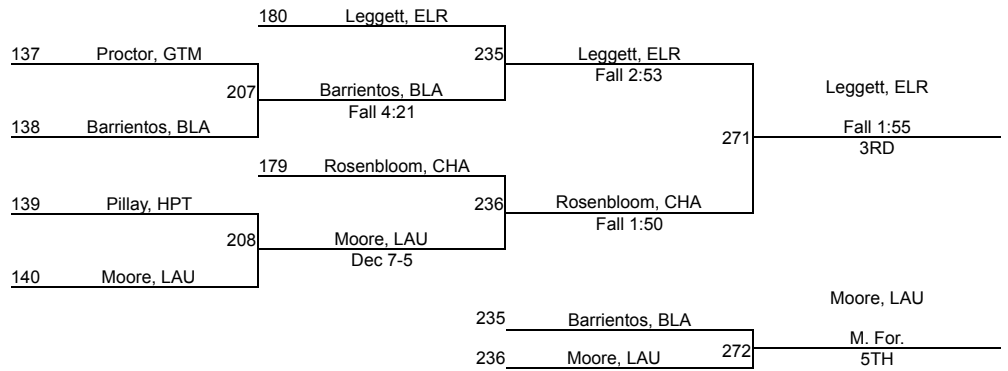 180 Leggett, ELR
137 Proctor, GTM
235 Leggett, ELR
Fall 2:53
207 Barrientos, BLA
Fall 4:21
138 Barrientos, BLA
Leggett, ELR
271 Fall 1:55
3RD
179 Rosenbloom, CHA
139 Pillay, HPT
236 Rosenbloom, CHA
Fall 1:50
208 Moore, LAU
Dec 7-5
140 Moore, LAU
Moore, LAU
235 Barrientos, BLA
272 M. For.
5TH
236 Moore, LAU